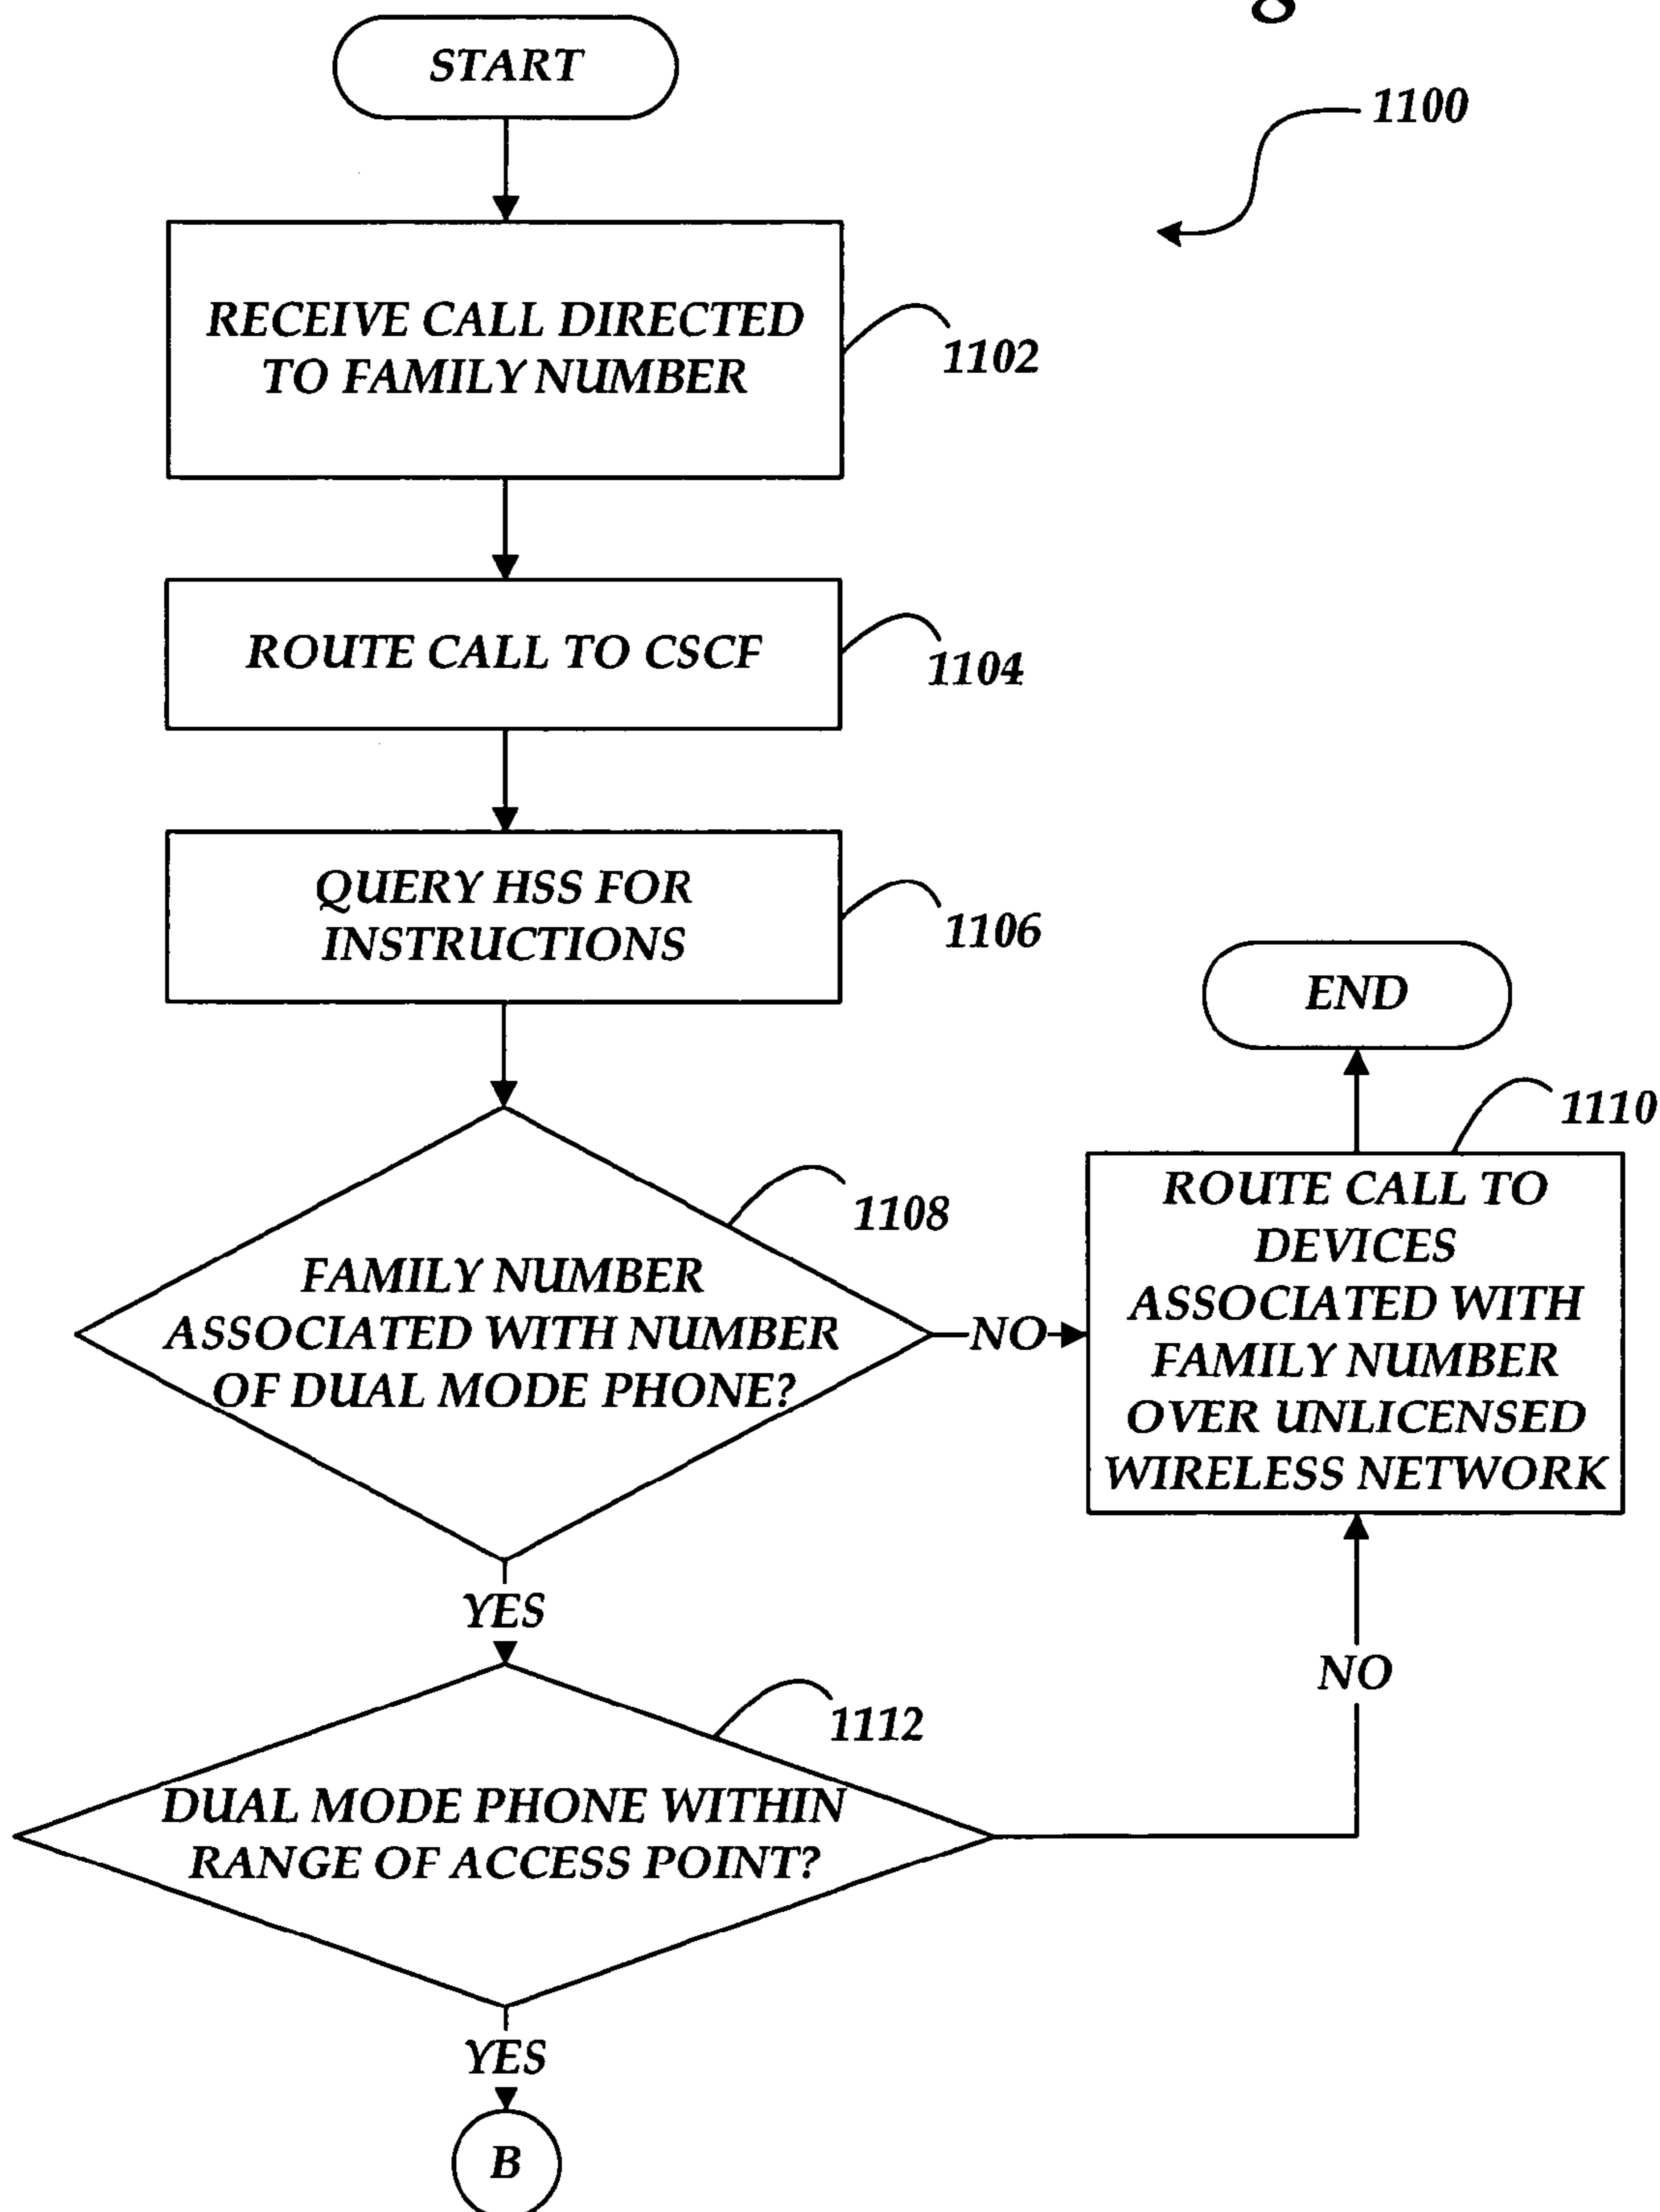 START
1100
RECEIVE CALL DIRECTED
TO FAMILY NUMBER
1102
ROUTE CALL TO CSCF
1104
QUERY HSS FOR
INSTRUCTIONS
1106
END
1110
ROUTE CALL TO
DEVICES
ASSOCIATED WITH
FAMILY NUMBER
OVER UNLICENSED
WIRELESS NETWORK
1108
FAMILY NUMBER
ASSOCIATED WITH NUMBER
OF DUAL MODE PHONE?
NO
YES
NO
1112
DUAL MODE PHONE WITHIN
RANGE OF ACCESS POINT?
YES
B